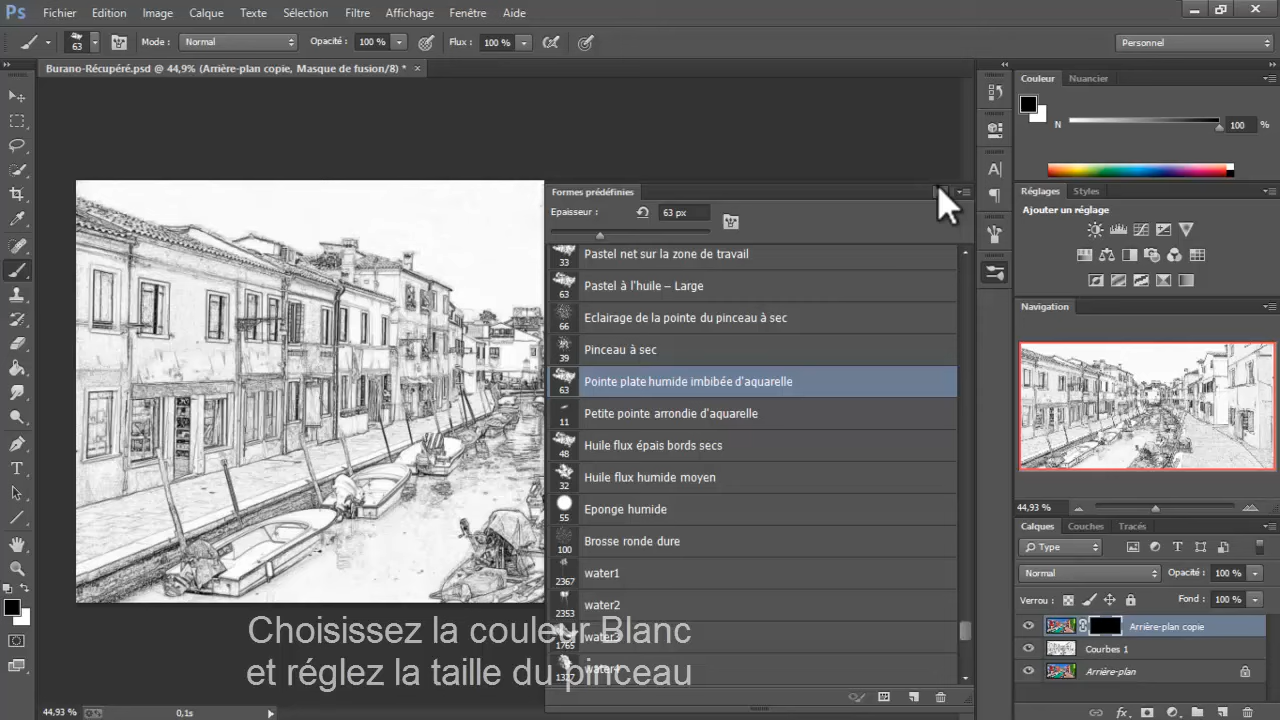 Ps Fichier Edition Image Calque Texte Sélection Filtre Affichage Fenêtre Aide
63 Mode : Normal Opacité : 100 % Flux : 100 % Personnel
Burano-Récupéré.psd @ 44,9% (Arrière-plan copie, Masque de fusion/8) * ×
Couleur Nuancier
N 100 %
Formes prédéfinies
Epaisseur : 63 px
33 Pastel net sur la zone de travail
63 Pastel à l'huile – Large
66 Eclairage de la pointe du pinceau à sec
39 Pinceau à sec
63 Pointe plate humide imbibée d'aquarelle
11 Petite pointe arrondie d'aquarelle
48 Huile flux épais bords secs
32 Huile flux humide moyen
55 Eponge humide
100 Brosse ronde dure
2367 water1
2353 water2
1765 water3
1327 water4
Réglages Styles
Ajouter un réglage
Navigation
44,93 %
Calques Couches Tracés
Type
Normal Opacité : 100 %
Verrou : Fond : 100 %
Arrière-plan copie
Courbes 1
Arrière-plan
Choisissez la couleur Blanc
et réglez la taille du pinceau
44,93 % 0,1s